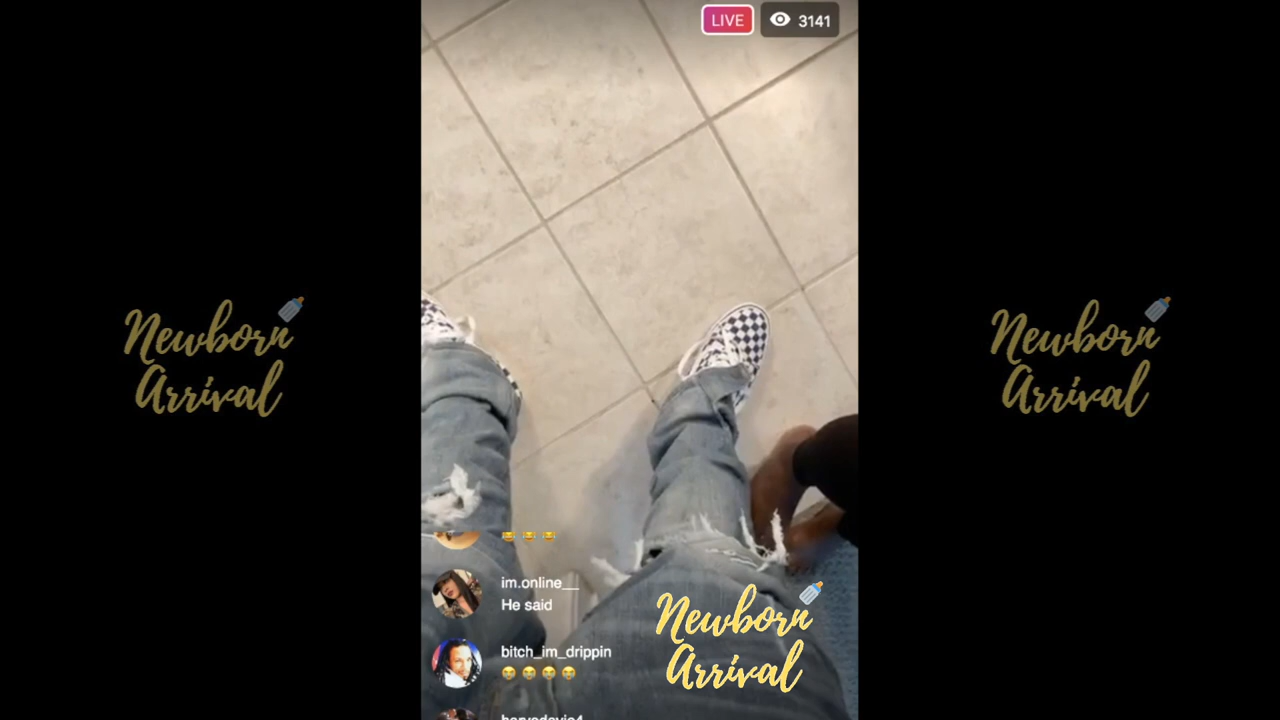 LIVE 3141
Newborn
Arrival
Newborn
Arrival
im.online__
He said
bitch_im_drippin
Newborn
Arrival